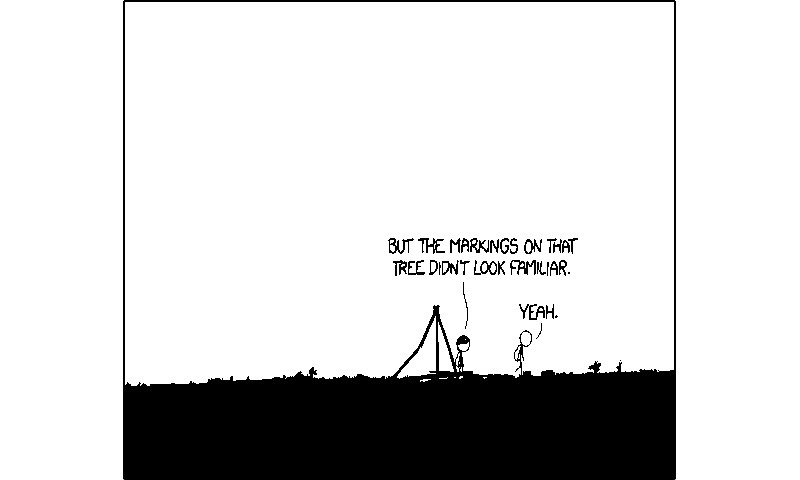 BUT THE MARKINGS ON THAT
TREE DIDN'T LOOK FAMILIAR.
YEAH.